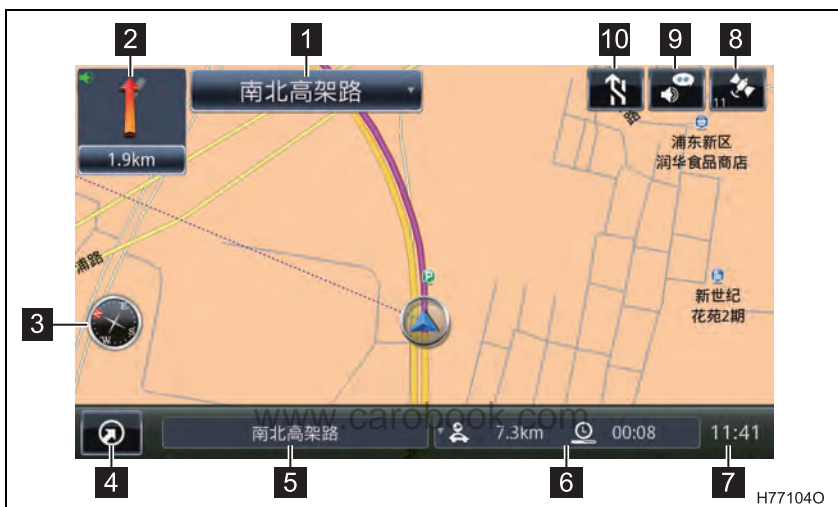 2
1
10
9
8
南北高架路
11
路
1.9km
浦东新区
润华食品商店
浦路
P
新世纪
花苑2期
3
N
E
S
W
www.carobook.com
南北高架路
7.3km
00:08
11:41
4
5
6
7
H77104O